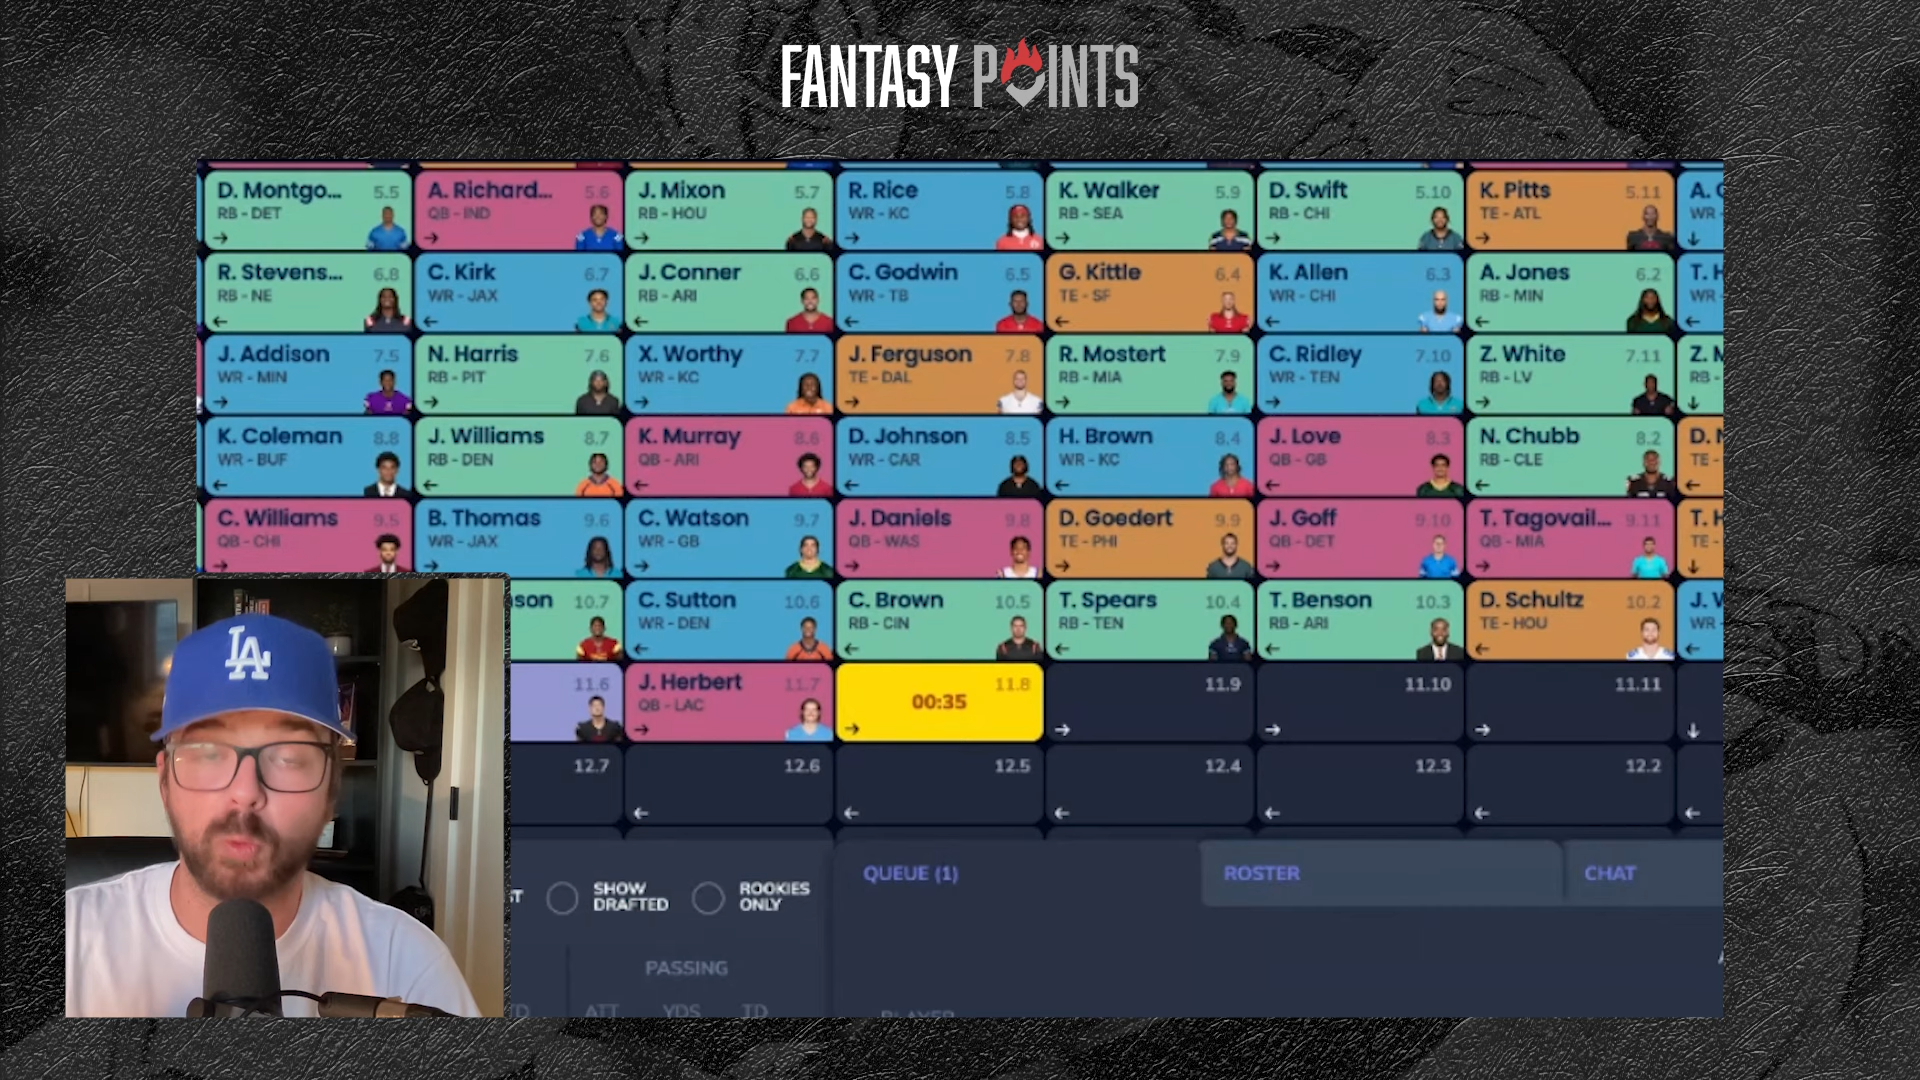 FANTASY POINTS
D. Montgo... 5.5 A. Richard... 5.6 J. Mixon 5.7 R. Rice 5.8 K. Walker 5.9 D. Swift 5.10 K. Pitts 5.11
RB - DET QB - IND RB - HOU WR - KC RB - SEA RB - CHI TE - ATL WR -
R. Stevens... 6.8 C. Kirk 6.7 J. Conner 6.6 C. Godwin 6.5 G. Kittle 6.4 K. Allen 6.3 A. Jones 6.2 T. H
RB - NE WR - JAX RB - ARI WR - TB TE - SF WR - CHI RB - MIN WR -
J. Addison 7.5 N. Harris 7.6 X. Worthy 7.7 J. Ferguson 7.8 R. Mostert 7.9 C. Ridley 7.10 Z. White 7.11 Z. M
WR - MIN RB - PIT WR - KC TE - DAL RB - MIA WR - TEN RB - LV RB -
K. Coleman 8.8 J. Williams 8.7 K. Murray 8.6 D. Johnson 8.5 H. Brown 8.4 J. Love 8.3 N. Chubb 8.2
WR - BUF RB - DEN QB - ARI WR - CAR WR - KC QB - GB RB - CLE TE -
C. Williams 9.5 B. Thomas 9.6 C. Watson 9.7 J. Daniels 9.8 D. Goedert 9.9 J. Goff 9.10 T. Tagovail... 9.11 T. H
QB - CHI WR - JAX WR - GB QB - WAS TE - PHI QB - DET QB - MIA TE -
son 10.7 C. Sutton 10.6 C. Brown 10.5 T. Spears 10.4 T. Benson 10.3 D. Schultz 10.2
WR - DEN RB - CIN RB - TEN RB - ARI TE - HOU WR -
11.6 J. Herbert 11.7 11.8 11.9 11.10 11.11
QB - LAC 00:35
12.7 12.6 12.5 12.4 12.3 12.2
LA
QUEUE (1) ROSTER CHAT
SHOW DRAFTED ROOKIES ONLY
PASSING
ATT YDS TD
PLAYER